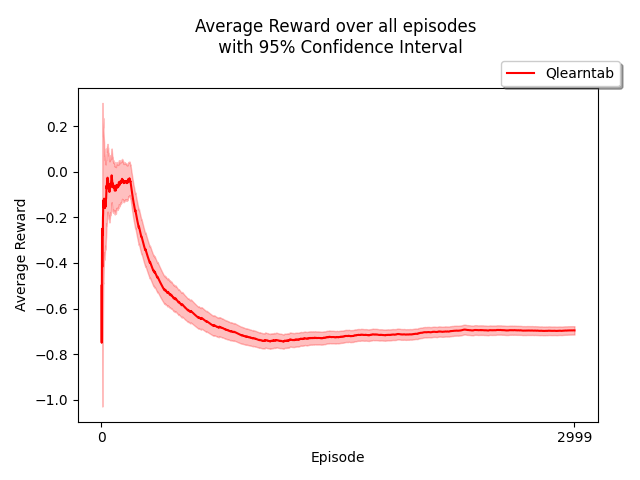 Average Reward over all episodes
with 95% Confidence Interval
Qlearntab
0.2
0.0
−0.2
−0.4
−0.6
−0.8
−1.0
Average Reward
0
2999
Episode